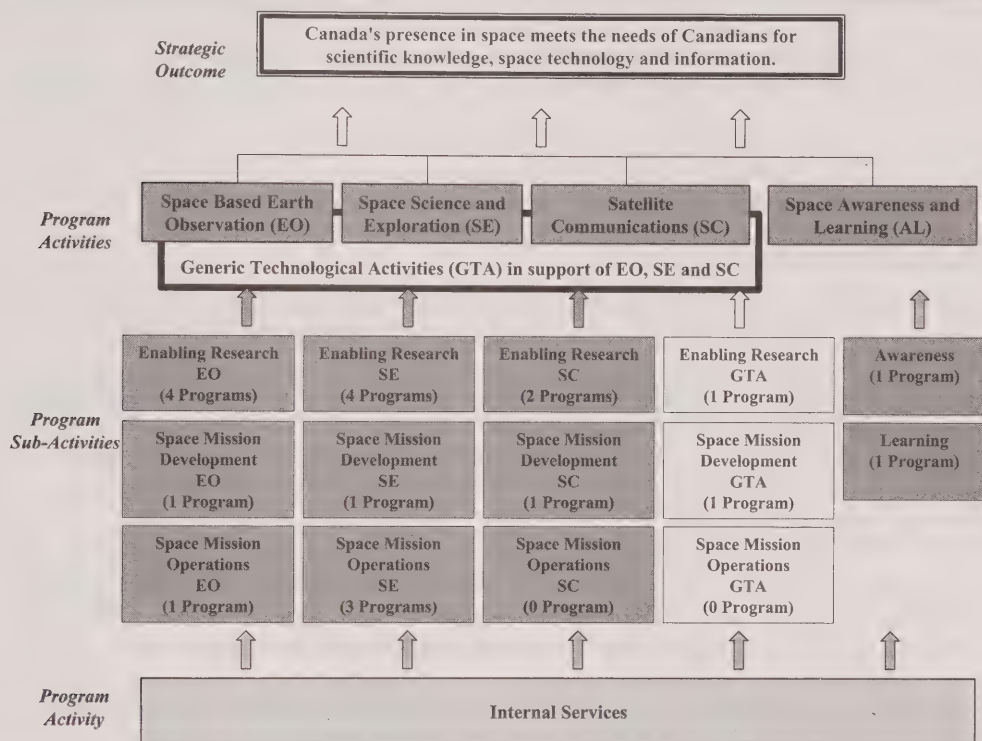 Strategic
Outcome
Canada's presence in space meets the needs of Canadians for
scientific knowledge, space technology and information.
Program
Activities
Space Based Earth
Observation (EO)
Space Science and
Exploration (SE)
Satellite
Communications (SC)
Space Awareness and
Learning (AL)
Generic Technological Activities (GTA) in support of EO, SE and SC
Program
Sub-Activities
Enabling Research
EO
(4 Programs)
Enabling Research
SE
(4 Programs)
Enabling Research
SC
(2 Programs)
Enabling Research
GTA
(1 Program)
Awareness
(1 Program)
Space Mission
Development
EO
(1 Program)
Space Mission
Development
SE
(1 Program)
Space Mission
Development
SC
(1 Program)
Space Mission
Development
GTA
(1 Program)
Learning
(1 Program)
Space Mission
Operations
EO
(1 Program)
Space Mission
Operations
SE
(3 Programs)
Space Mission
Operations
SC
(0 Program)
Space Mission
Operations
GTA
(0 Program)
Program
Activity
Internal Services